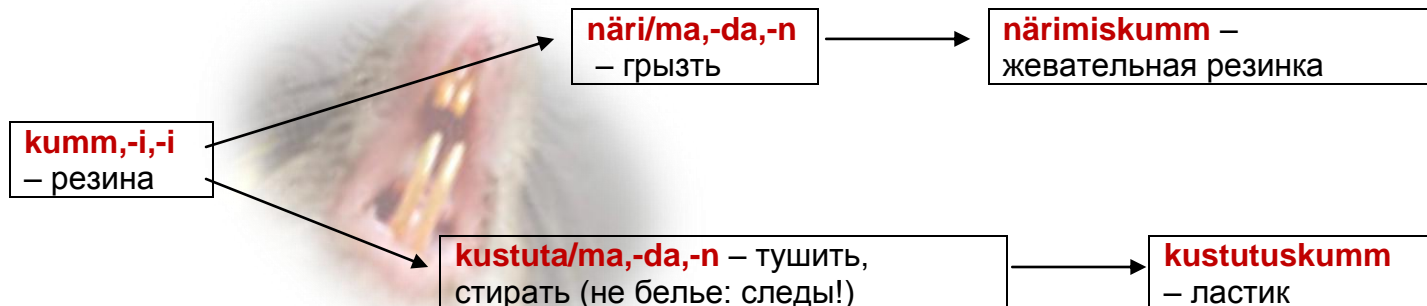 näri/ma,-da,-n
– грызть
närimiskumm –
жевательная резинка
kumm,-i,-i
– резина
kustuta/ma,-da,-n – тушить,
стирать (не белье: следы!)
kustutuskumm
– ластик